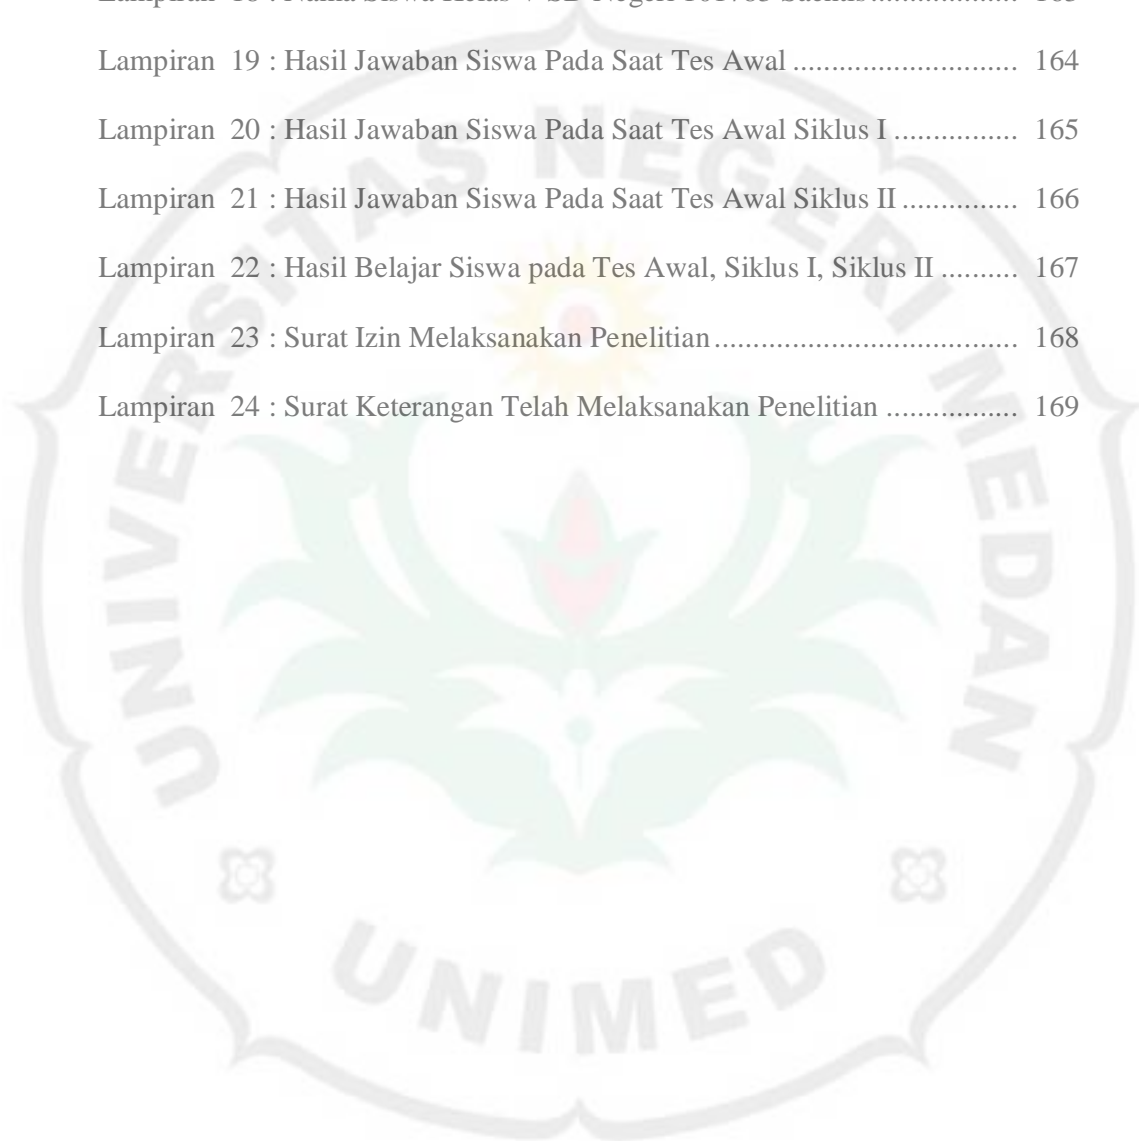 Lampiran 19 : Hasil Jawaban Siswa Pada Saat Tes Awal ............................. 164
Lampiran 20 : Hasil Jawaban Siswa Pada Saat Tes Awal Siklus I ................ 165
Lampiran 21 : Hasil Jawaban Siswa Pada Saat Tes Awal Siklus II ............... 166
Lampiran 22 : Hasil Belajar Siswa pada Tes Awal, Siklus I, Siklus II .......... 167
Lampiran 23 : Surat Izin Melaksanakan Penelitian ....................................... 168
Lampiran 24 : Surat Keterangan Telah Melaksanakan Penelitian ................. 169
UNIVERSITAS NEGERI MEDAN
UNIMED